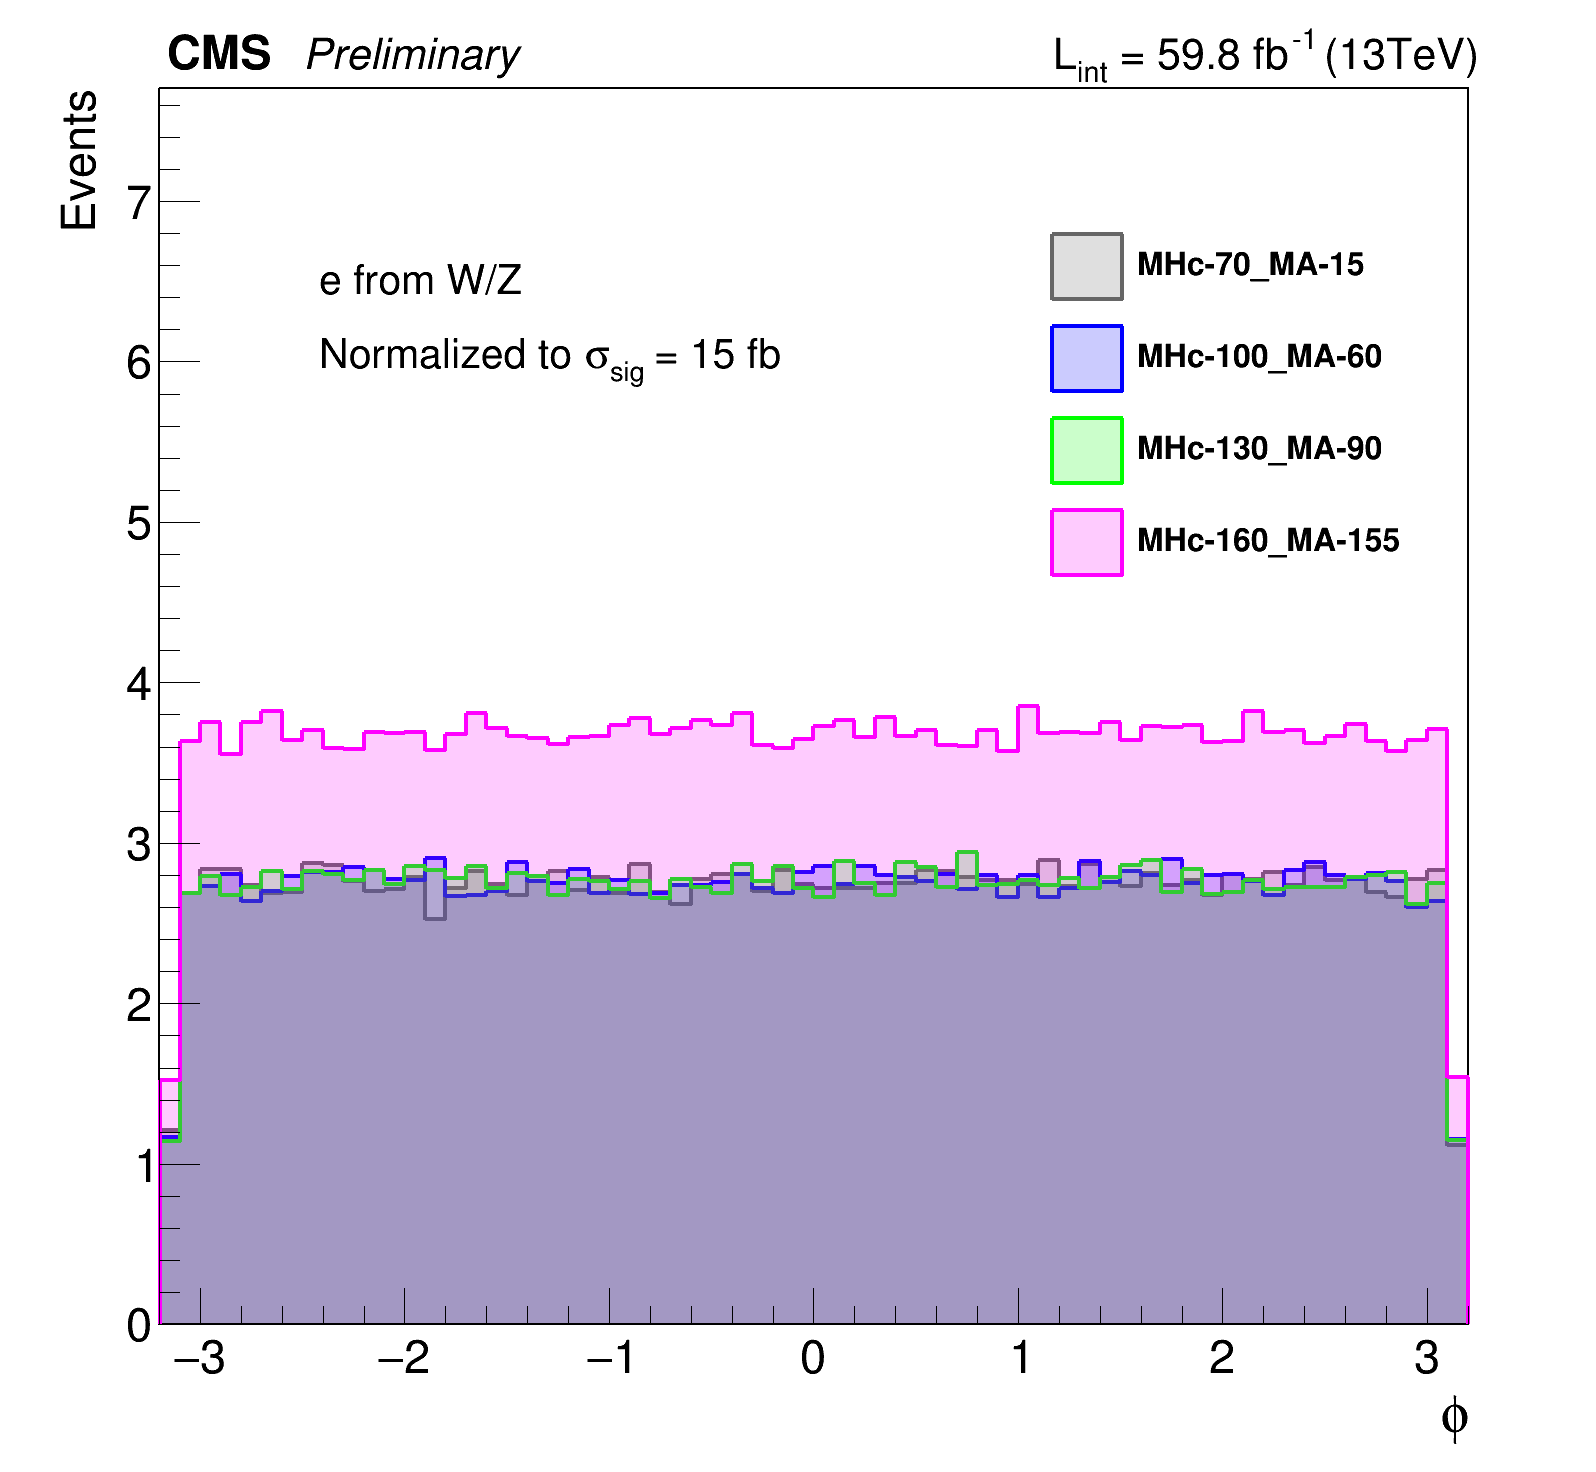 CMS Preliminary
L_int = 59.8 fb^-1 (13TeV)
Events
7
6
5
4
3
2
1
0
e from W/Z
Normalized to σ_sig = 15 fb
MHc-70_MA-15
MHc-100_MA-60
MHc-130_MA-90
MHc-160_MA-155
−3 −2 −1 0 1 2 3
ϕ